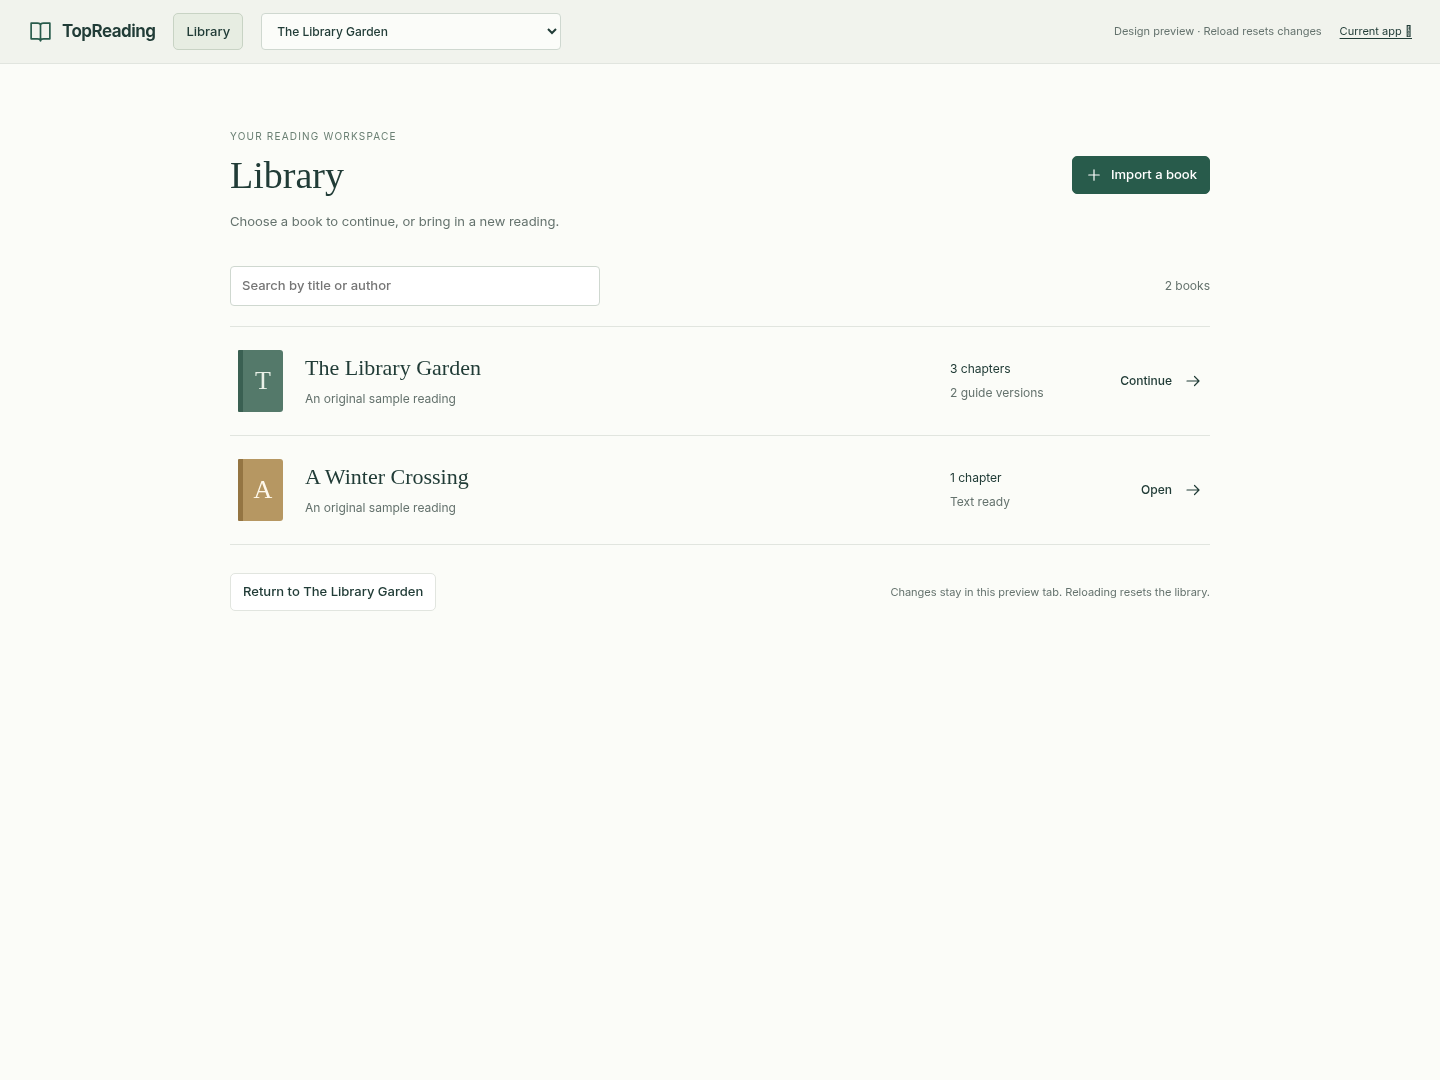 TopReading
Library
The Library Garden
Design preview · Reload resets changes
Current app
YOUR READING WORKSPACE
Library
Import a book
Choose a book to continue, or bring in a new reading.
Search by title or author
2 books
T
The Library Garden
An original sample reading
3 chapters
2 guide versions
Continue
A
A Winter Crossing
An original sample reading
1 chapter
Text ready
Open
Return to The Library Garden
Changes stay in this preview tab. Reloading resets the library.